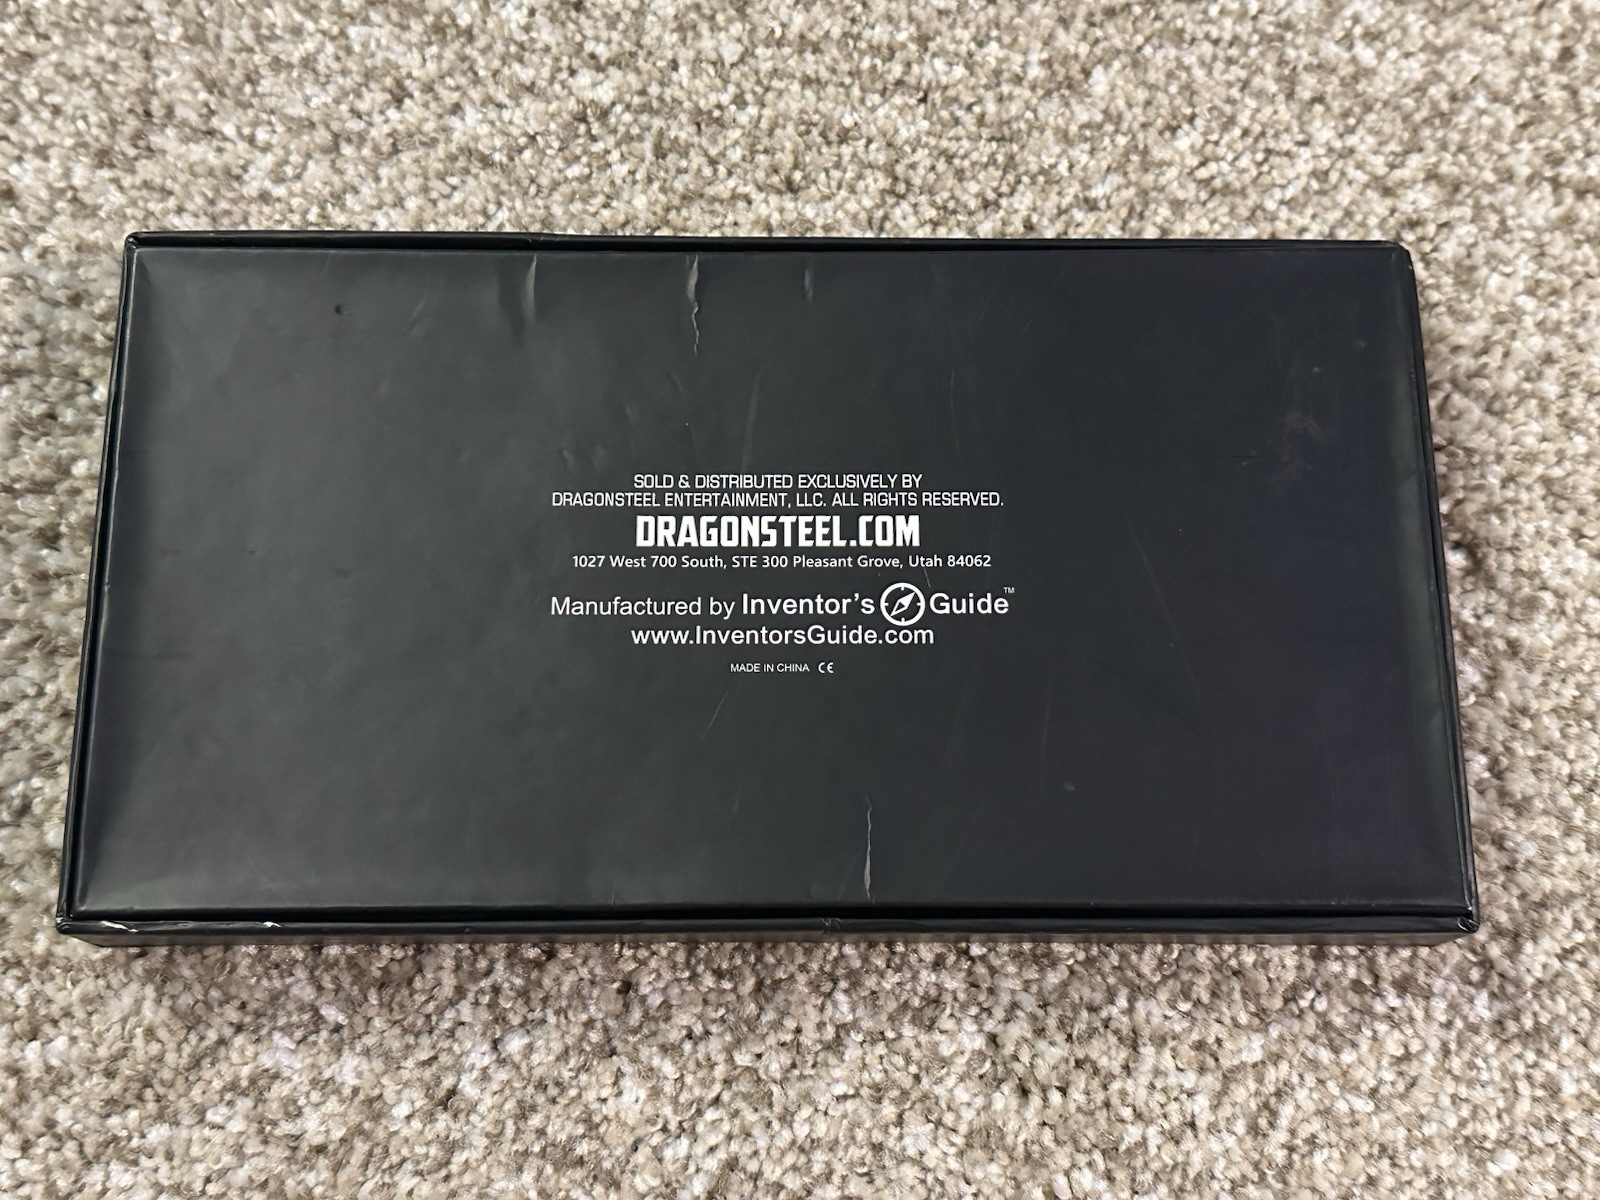 SOLD & DISTRIBUTED EXCLUSIVELY BY
DRAGONSTEEL ENTERTAINMENT, LLC. ALL RIGHTS RESERVED.
DRAGONSTEEL.COM
1027 West 700 South, STE 300 Pleasant Grove, Utah 84062
Manufactured by Inventor's Guide™
www.InventorsGuide.com
MADE IN CHINA CE